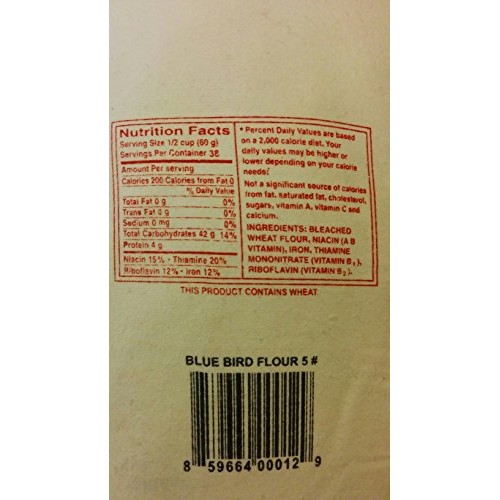 Nutrition Facts
Serving Size 1/2 cup (60 g)
Servings Per Container 38
Amount Per serving
Calories 200 Calories from Fat 0
% Daily Value
Total Fat 0 g 0%
Trans Fat 0 g 0%
Sodium 0 mg 0%
Total Carbohydrates 42 g 14%
Protein 4 g
Niacin 15% · Thiamine 20%
Riboflavin 12% · Iron 12%
* Percent Daily Values are based
on a 2,000 calorie diet. Your
daily values may be higher or
lower depending on your calorie
needs:
Not a significant source of calories
from fat, saturated fat, cholesterol,
sugars, vitamin A, vitamin C and
calcium.
INGREDIENTS: BLEACHED
WHEAT FLOUR, NIACIN (A B
VITAMIN), IRON, THIAMINE
MONONITRATE (VITAMIN B1),
RIBOFLAVIN (VITAMIN B2).
THIS PRODUCT CONTAINS WHEAT
BLUE BIRD FLOUR 5 #
8 59664 00012 9